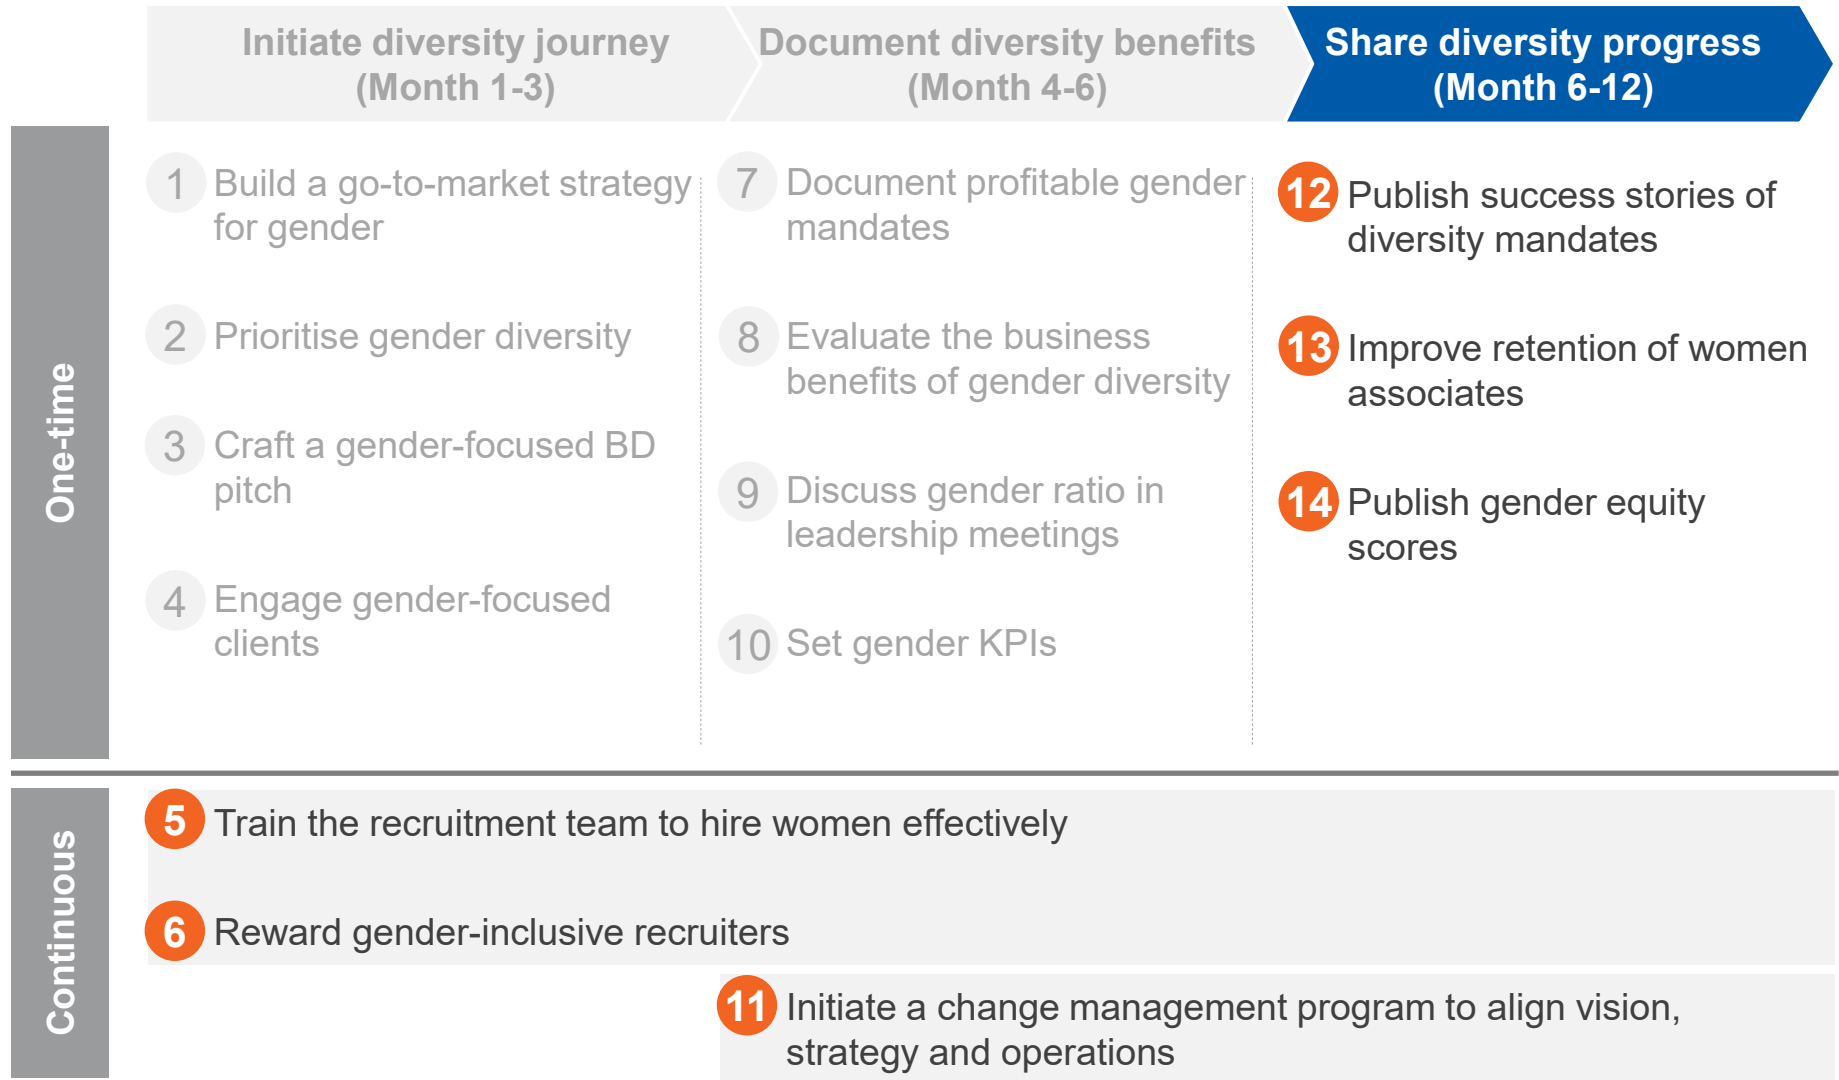 Initiate diversity journey
(Month 1-3)
Document diversity benefits
(Month 4-6)
Share diversity progress
(Month 6-12)
One-time
1 Build a go-to-market strategy
for gender
2 Prioritise gender diversity
3 Craft a gender-focused BD
pitch
4 Engage gender-focused
clients
7 Document profitable gender
mandates
8 Evaluate the business
benefits of gender diversity
9 Discuss gender ratio in
leadership meetings
10 Set gender KPIs
12 Publish success stories of
diversity mandates
13 Improve retention of women
associates
14 Publish gender equity
scores
Continuous
5 Train the recruitment team to hire women effectively
6 Reward gender-inclusive recruiters
11 Initiate a change management program to align vision,
strategy and operations